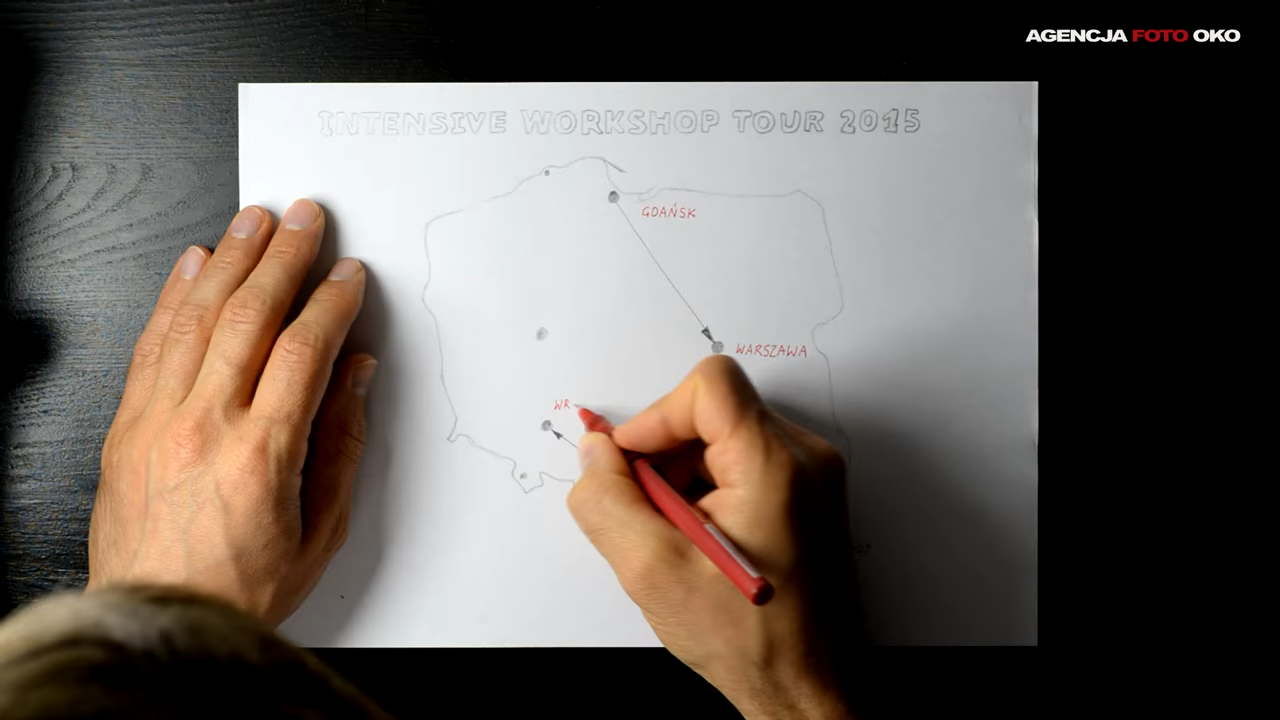 AGENCJA FOTO OKO
INTENSIVE WORKSHOP TOUR 2015
GDAŃSK
WARSZAWA
WR